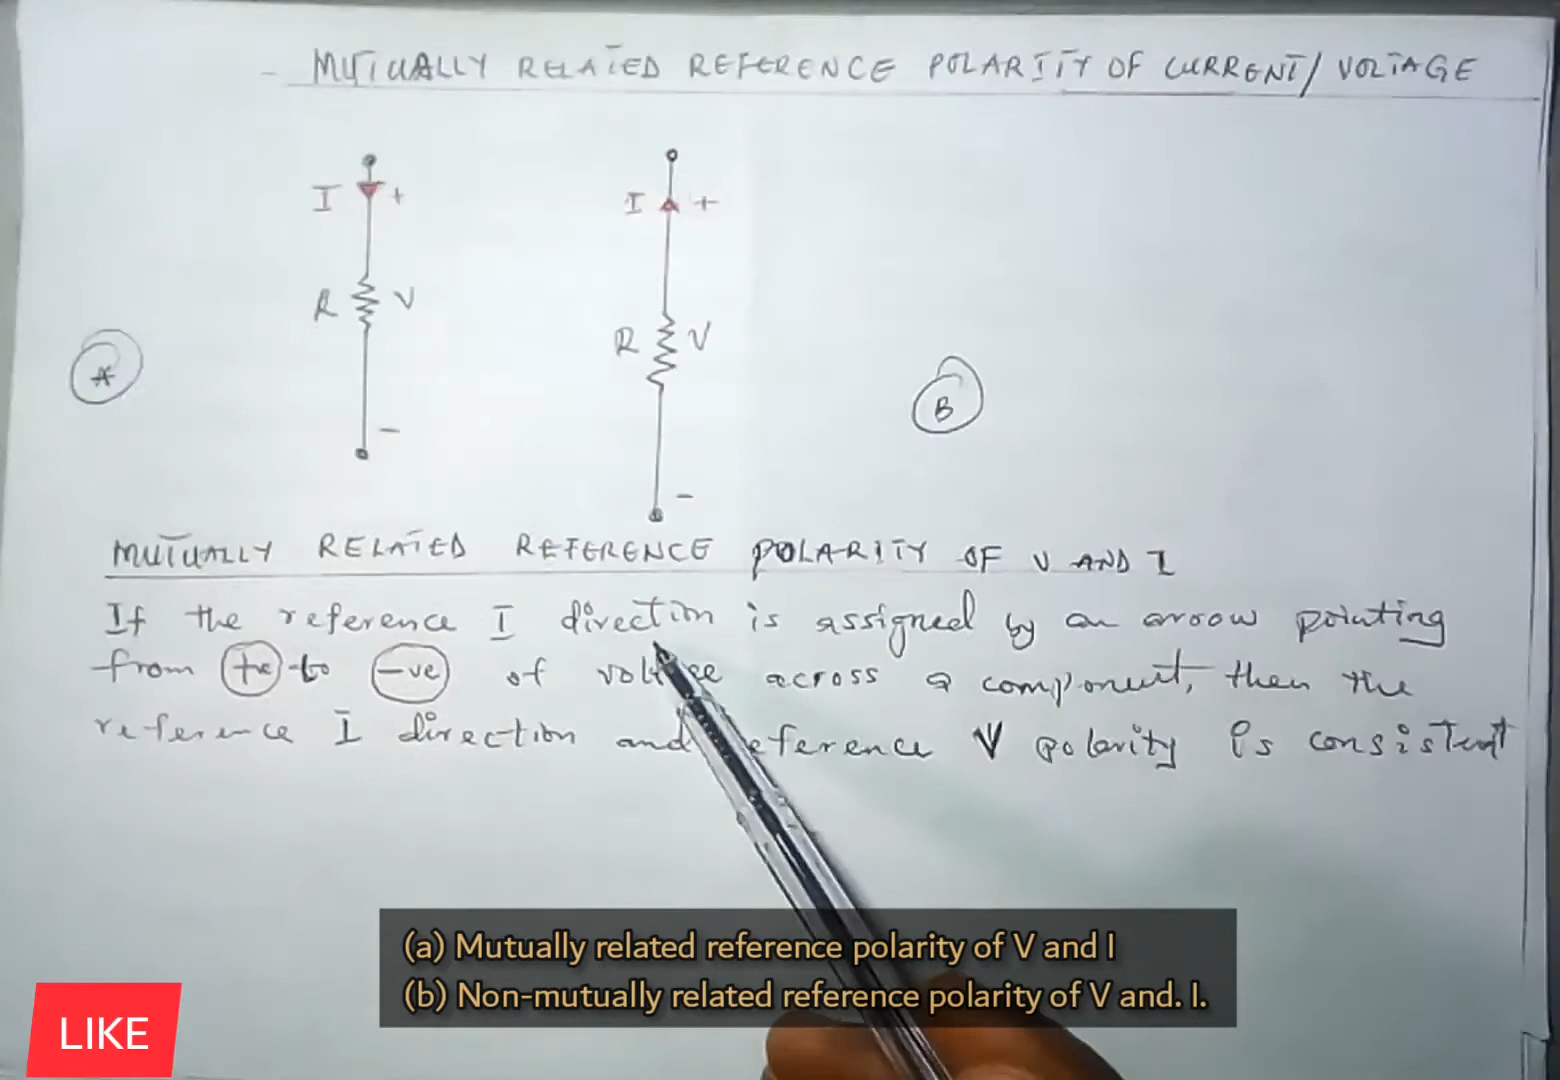 MUTUALLY RELATED REFERENCE POLARITY OF CURRENT/ VOLTAGE
I +
R V
-
I +
R V
-
A
B
MUTUALLY RELATED REFERENCE POLARITY OF V AND I
If the reference I direction is assigned by an arrow pointing
from +ve to -ve of voltage across a component, then the
reference I direction and reference V polarity is consistent
(a) Mutually related reference polarity of V and I
(b) Non-mutually related reference polarity of V and. I.
LIKE